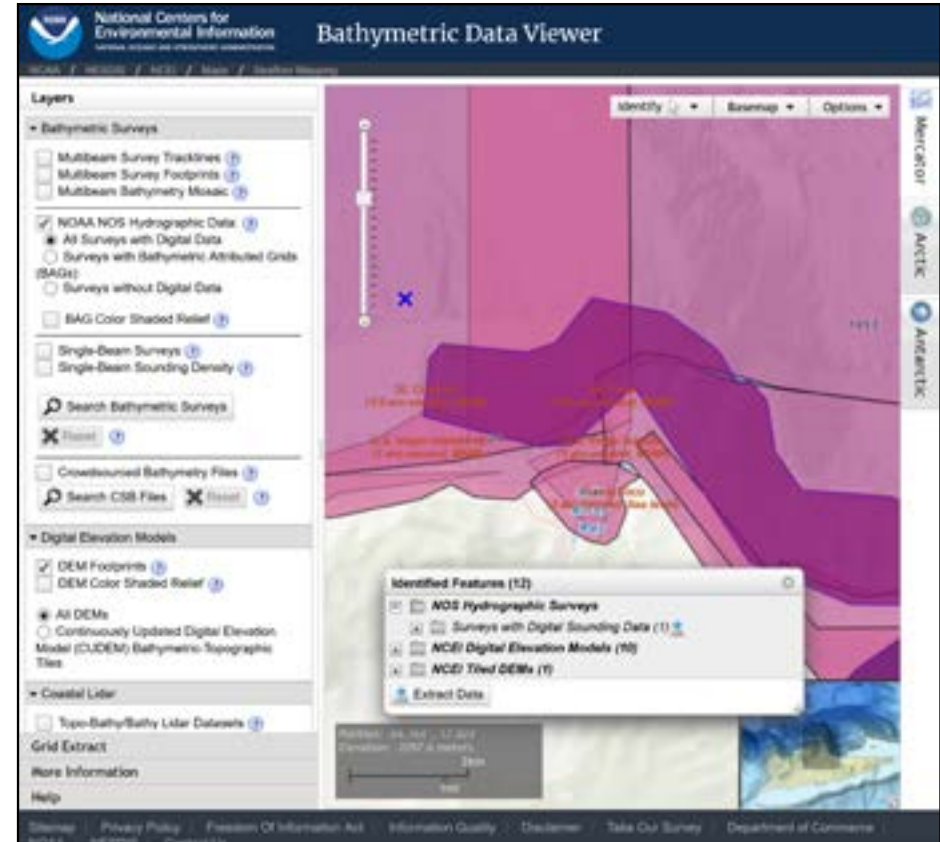 National Centers for
Environmental Information
Bathymetric Data Viewer
Layers
Bathymetric Surveys
Multibeam Survey Tracklines
Multibeam Survey Footprints
Multibeam Bathymetry Mosaic
NOAA NOS Hydrographic Data
All Surveys with Digital Data
Surveys with Bathymetric Attributed Grids
(BAGs)
Surveys without Digital Data
BAG Color Shaded Relief
Single-Beam Surveys
Single-Beam Sounding Density
Search Bathymetric Surveys
Reset
Crowdsourced Bathymetry Files
Search CSB Files Reset
Digital Elevation Models
DEM Footprints
DEM Color Shaded Relief
All DEMs
Continuously Updated Digital Elevation
Model (CUDEM) Bathymetric-Topographic
Tiles
Coastal Lidar
Topo-Bathy/Bathy Lidar Datasets
Grid Extract
More Information
Help
Identify Basemap Options
Mercator
Arctic
Antarctic
Identified Features (12)
NOS Hydrographic Surveys
Surveys with Digital Sounding Data (1)
NCEI Digital Elevation Models (10)
NCEI Tiled DEMs (1)
Extract Data
Sitemap Privacy Policy Freedom Of Information Act Information Quality Disclaimer Take Our Survey Department of Commerce